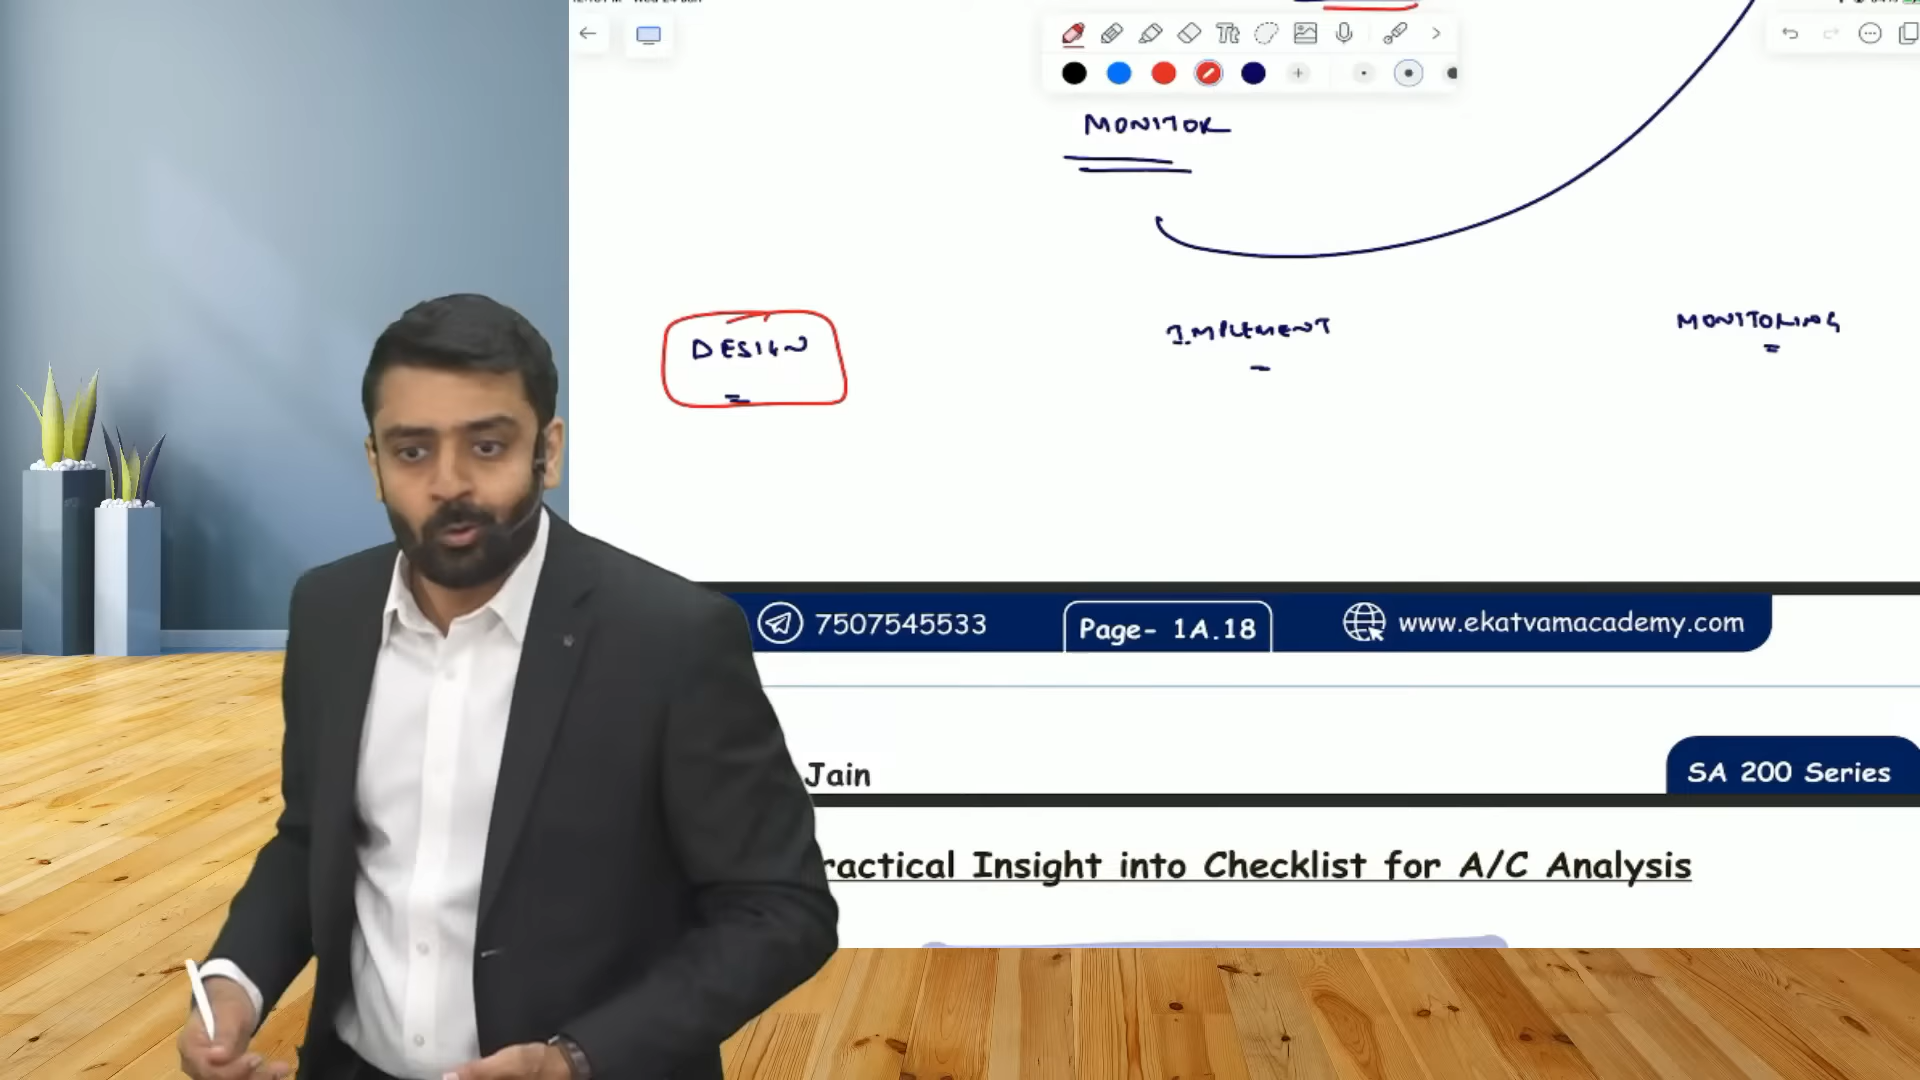 MONITOR
DESIGN
IMPLEMENT
MONITORING
7507545533
Page- 1A.18
www.ekatvamacademy.com
Jain
SA 200 Series
ractical Insight into Checklist for A/C Analysis